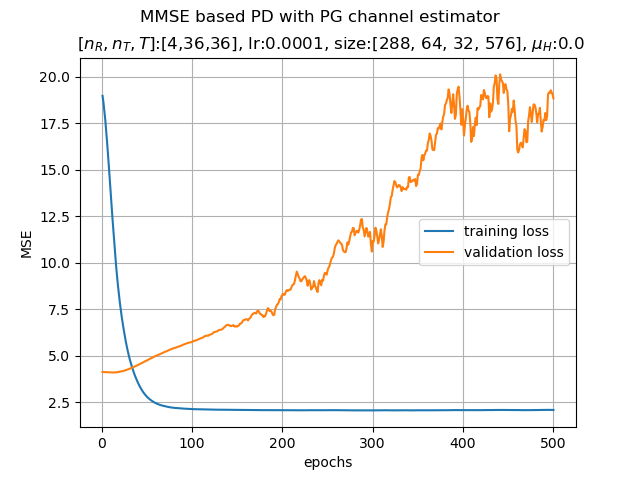 MMSE based PD with PG channel estimator
[n_R, n_T, T]:[4,36,36], lr:0.0001, size:[288, 64, 32, 576], μ_H:0.0
20.0
17.5
15.0
12.5
10.0
7.5
5.0
2.5
MSE
training loss
validation loss
0 100 200 300 400 500
epochs